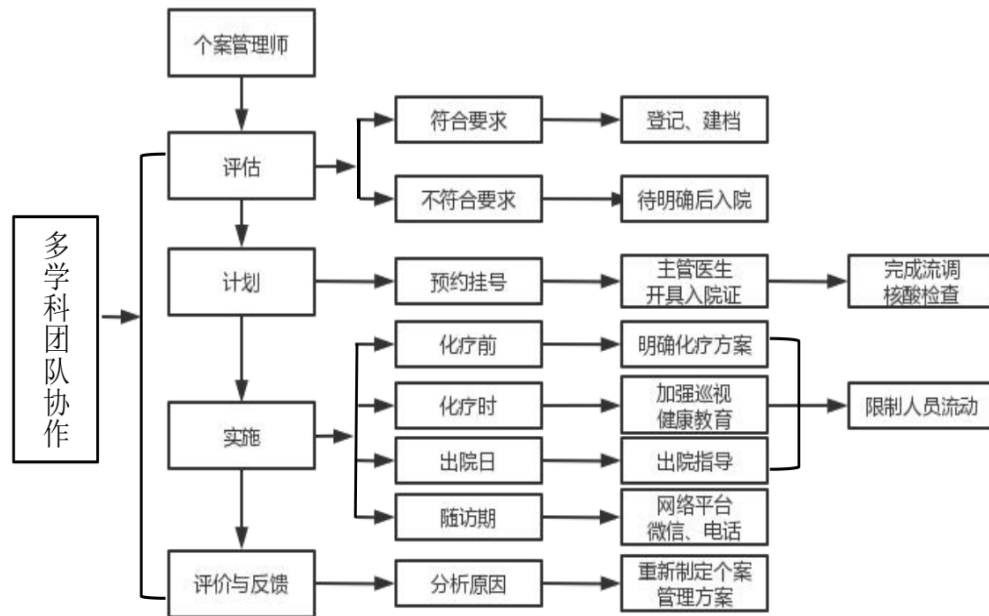 个案管理师
评估
符合要求
登记、建档
不符合要求
待明确后入院
多学科团队协作
计划
预约挂号
主管医生
开具入院证
完成流调
核酸检查
实施
化疗前
明确化疗方案
化疗时
加强巡视
健康教育
限制人员流动
出院日
出院指导
随访期
网络平台
微信、电话
评价与反馈
分析原因
重新制定个案
管理方案